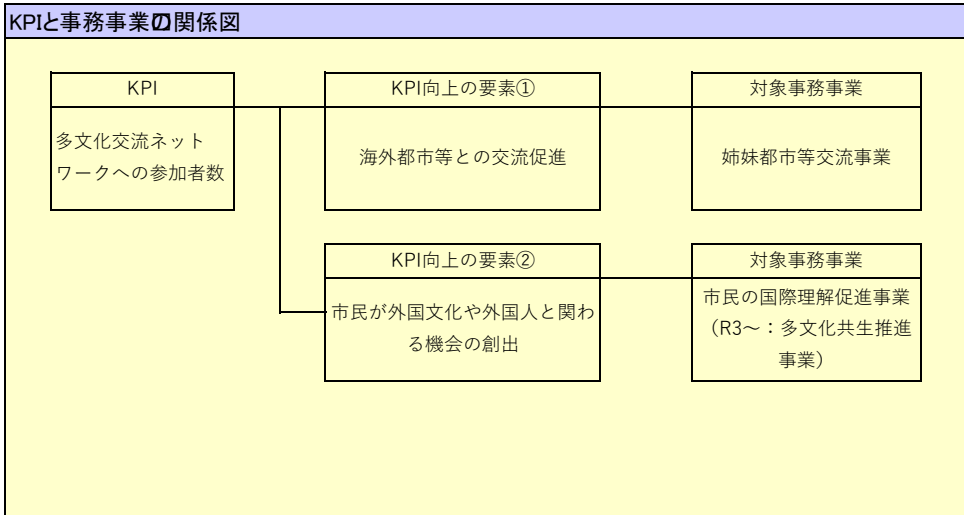 KPIと事務事業の関係図
KPI
多文化交流ネット
ワークへの参加者数
KPI向上の要素①
海外都市等との交流促進
対象事務事業
姉妹都市等交流事業
KPI向上の要素②
市民が外国文化や外国人と関わ
る機会の創出
対象事務事業
市民の国際理解促進事業
（R3～：多文化共生推進
事業）